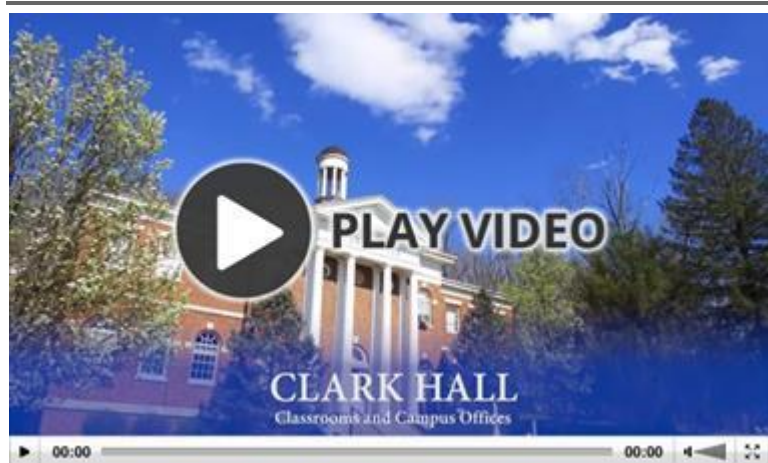 PLAY VIDEO
CLARK HALL
Classrooms and Campus Offices
00:00 00:00